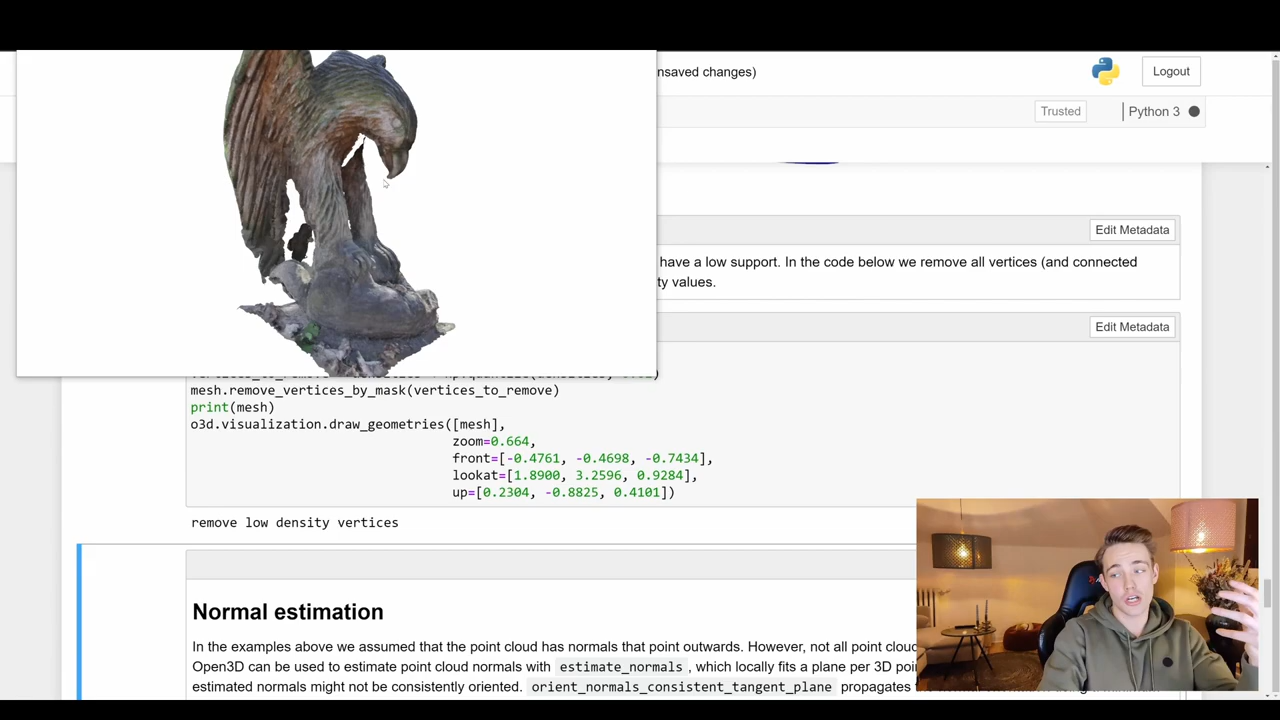 nsaved changes)
Logout
Trusted
Python 3
Edit Metadata
have a low support. In the code below we remove all vertices (and connected
ty values.
Edit Metadata
mesh.remove_vertices_by_mask(vertices_to_remove)
print(mesh)
o3d.visualization.draw_geometries([mesh],
zoom=0.664,
front=[-0.4761, -0.4698, -0.7434],
lookat=[1.8900, 3.2596, 0.9284],
up=[0.2304, -0.8825, 0.4101])
remove low density vertices
Normal estimation
In the examples above we assumed that the point cloud has normals that point outwards. However, not all point clou
Open3D can be used to estimate point cloud normals with estimate_normals , which locally fits a plane per 3D poi
estimated normals might not be consistently oriented. orient_normals_consistent_tangent_plane propagates